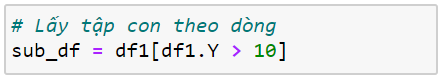 # Lấy tập con theo dòng
sub_df = df1[df1.Y > 10]